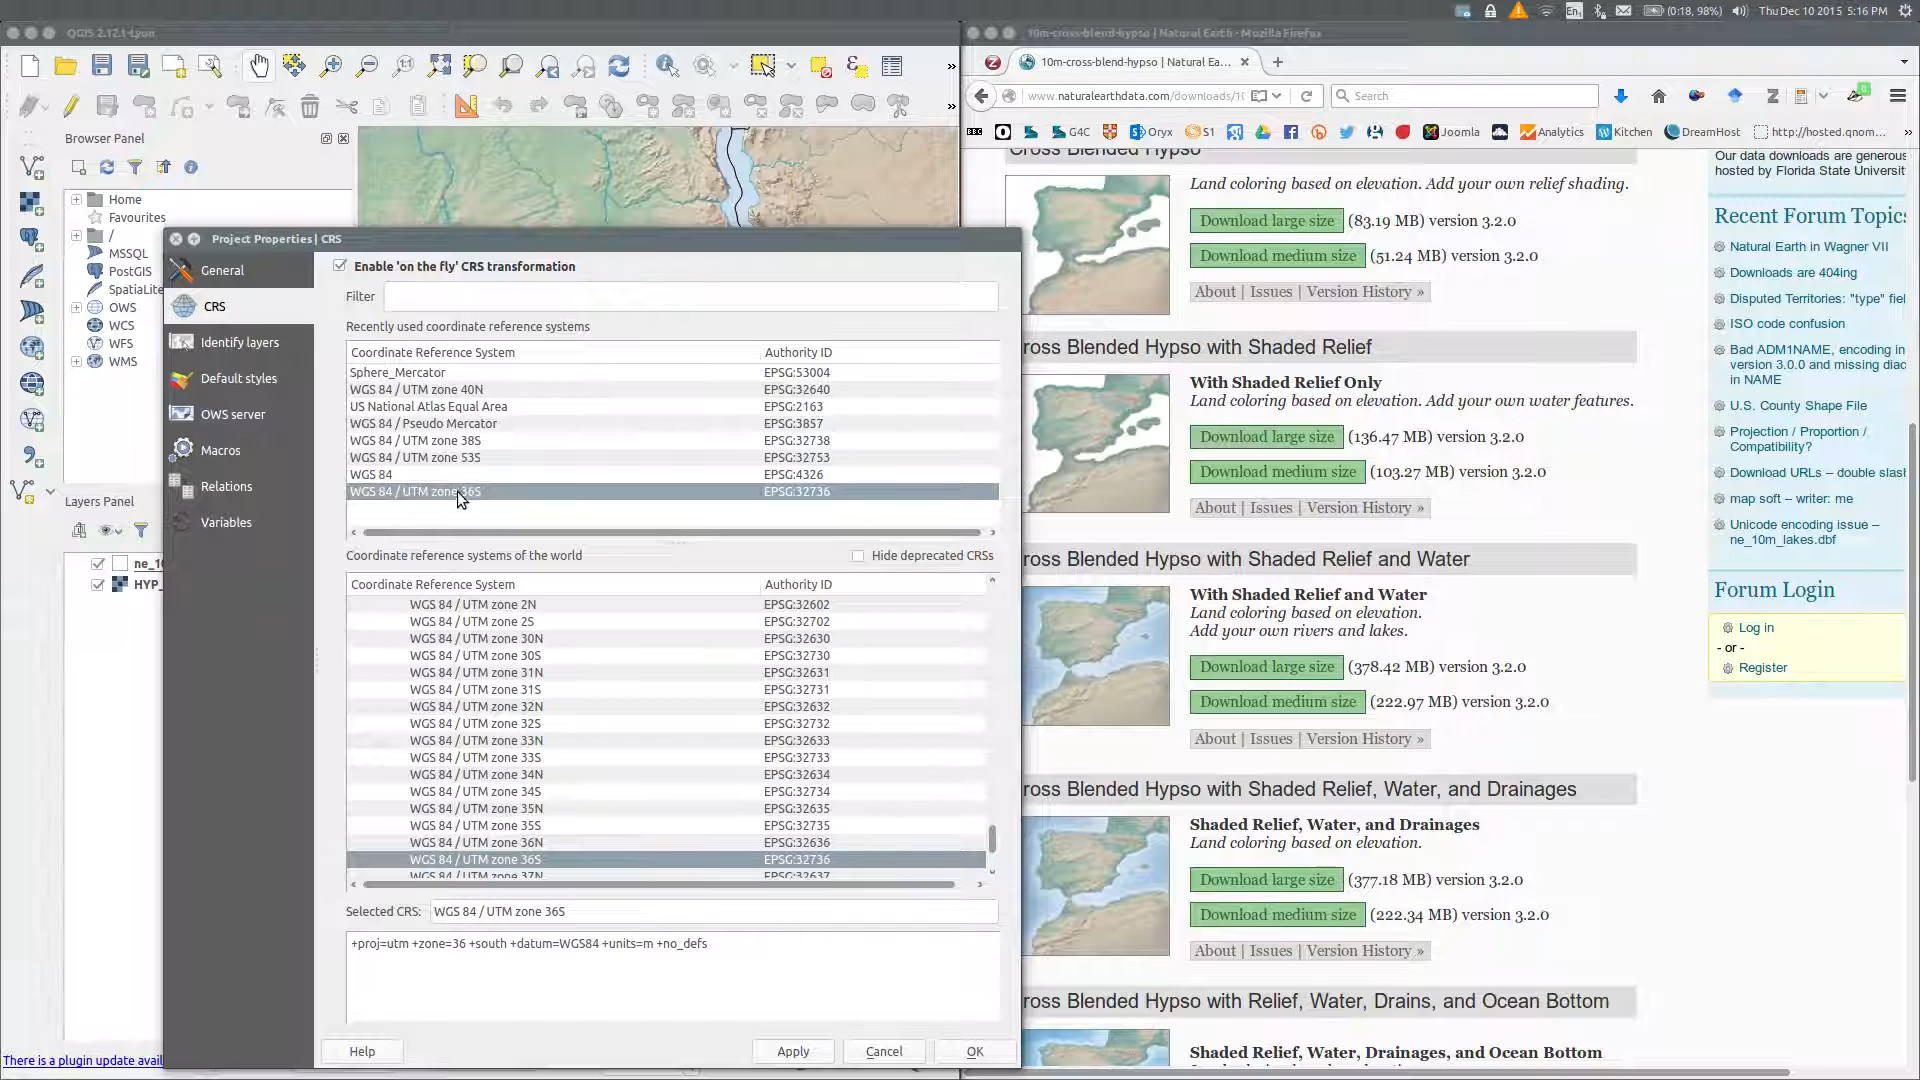 En
(0:18, 98%)
Thu Dec 10 2015 5:16 PM
QGIS 2.12.1-Lyon
10m-cross-blend-hypso | Natural Earth - Mozilla Firefox
10m-cross-blend-hypso | Natural Ea...
www.naturalearthdata.com/downloads/10
Search
BBC
G4C
Oryx
S1
Joomla
Analytics
Kitchen
DreamHost
http://hosted.qnom...
Browser Panel
Home
Favourites
/
MSSQL
PostGIS
SpatiaLite
OWS
WCS
WFS
WMS
Layers Panel
ne_10
HYP_
There is a plugin update avail
Project Properties | CRS
General
CRS
Identify layers
Default styles
OWS server
Macros
Relations
Variables
Enable 'on the fly' CRS transformation
Filter
Recently used coordinate reference systems
Coordinate Reference System Authority ID
Sphere_Mercator EPSG:53004
WGS 84 / UTM zone 40N EPSG:32640
US National Atlas Equal Area EPSG:2163
WGS 84 / Pseudo Mercator EPSG:3857
WGS 84 / UTM zone 38S EPSG:32738
WGS 84 / UTM zone 53S EPSG:32753
WGS 84 EPSG:4326
WGS 84 / UTM zone 36S EPSG:32736
Coordinate reference systems of the world
Hide deprecated CRSs
Coordinate Reference System Authority ID
WGS 84 / UTM zone 2N EPSG:32602
WGS 84 / UTM zone 2S EPSG:32702
WGS 84 / UTM zone 30N EPSG:32630
WGS 84 / UTM zone 30S EPSG:32730
WGS 84 / UTM zone 31N EPSG:32631
WGS 84 / UTM zone 31S EPSG:32731
WGS 84 / UTM zone 32N EPSG:32632
WGS 84 / UTM zone 32S EPSG:32732
WGS 84 / UTM zone 33N EPSG:32633
WGS 84 / UTM zone 33S EPSG:32733
WGS 84 / UTM zone 34N EPSG:32634
WGS 84 / UTM zone 34S EPSG:32734
WGS 84 / UTM zone 35N EPSG:32635
WGS 84 / UTM zone 35S EPSG:32735
WGS 84 / UTM zone 36N EPSG:32636
WGS 84 / UTM zone 36S EPSG:32736
WGS 84 / UTM zone 37N EPSG:32637
Selected CRS: WGS 84 / UTM zone 36S
+proj=utm +zone=36 +south +datum=WGS84 +units=m +no_defs
Help
Apply
Cancel
OK
Cross Blended Hypso
Land coloring based on elevation. Add your own relief shading.
Download large size (83.19 MB) version 3.2.0
Download medium size (51.24 MB) version 3.2.0
About | Issues | Version History »
ross Blended Hypso with Shaded Relief
With Shaded Relief Only
Land coloring based on elevation. Add your own water features.
Download large size (136.47 MB) version 3.2.0
Download medium size (103.27 MB) version 3.2.0
About | Issues | Version History »
ross Blended Hypso with Shaded Relief and Water
With Shaded Relief and Water
Land coloring based on elevation.
Add your own rivers and lakes.
Download large size (378.42 MB) version 3.2.0
Download medium size (222.97 MB) version 3.2.0
About | Issues | Version History »
ross Blended Hypso with Shaded Relief, Water, and Drainages
Shaded Relief, Water, and Drainages
Land coloring based on elevation.
Download large size (377.18 MB) version 3.2.0
Download medium size (222.34 MB) version 3.2.0
About | Issues | Version History »
ross Blended Hypso with Relief, Water, Drains, and Ocean Bottom
Shaded Relief, Water, Drainages, and Ocean Bottom
Our data downloads are generous
hosted by Florida State Universit
Recent Forum Topics
Natural Earth in Wagner VII
Downloads are 404ing
Disputed Territories: "type" fiel
ISO code confusion
Bad ADM1NAME, encoding in
version 3.0.0 and missing diac
in NAME
U.S. County Shape File
Projection / Proportion /
Compatibility?
Download URLs – double slash
map soft – writer: me
Unicode encoding issue –
ne_10m_lakes.dbf
Forum Login
Log in
- or -
Register